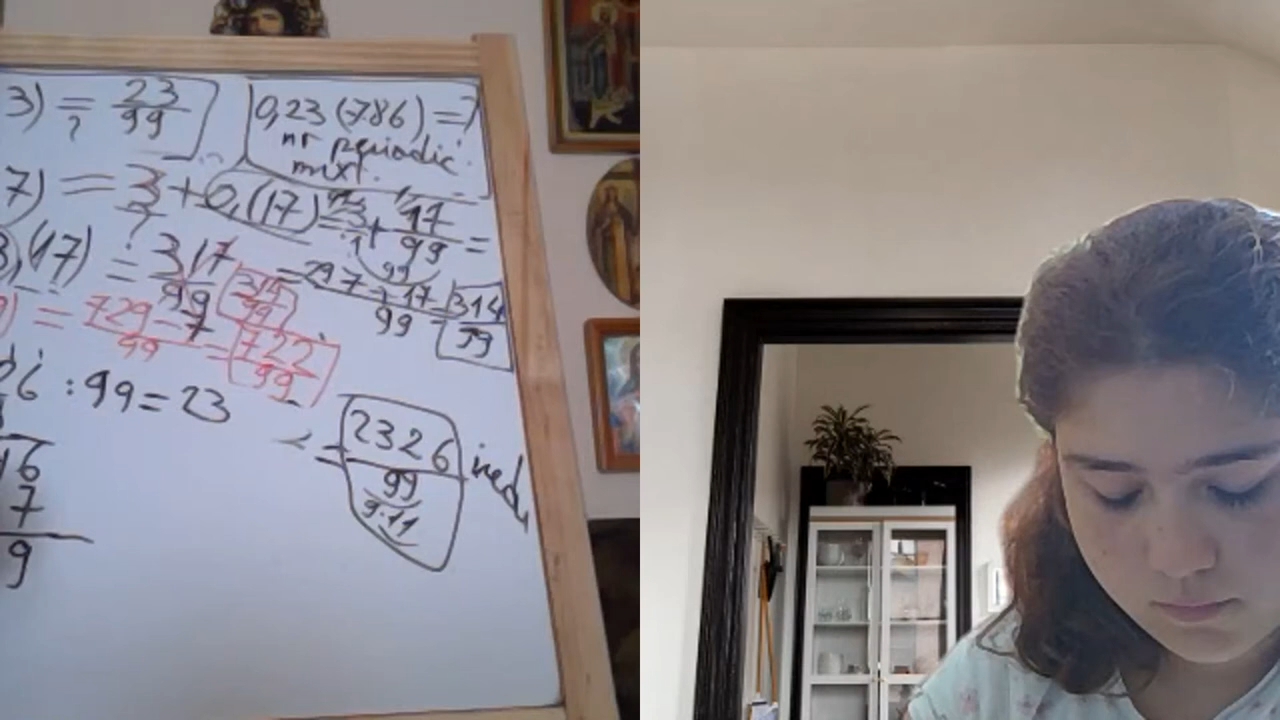 3) = 23/99
?
0,23(786) = ?
nr periodic
mixt.
7) = 3 + 0,(17) = 3/1 + 17/99 =
?
3,(17) = 317/99 314/99
= 297+17/99 = 314/99
99
9) = 729-7/99 = 722/99
26 : 99 = 23
= 2326/99 ired.
9·11
16
7
9